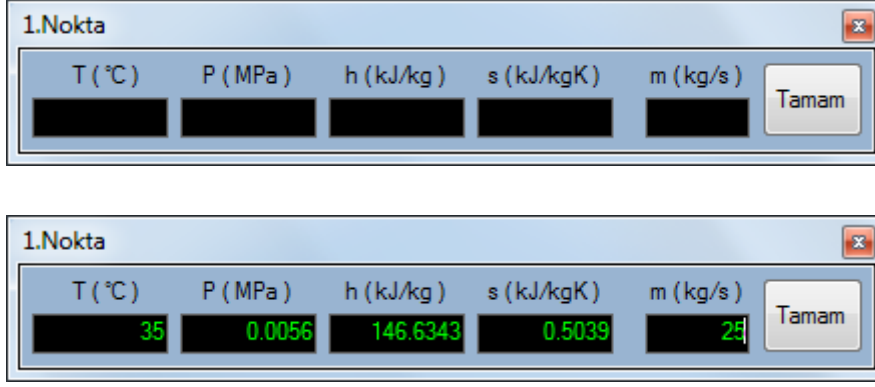 1.Nokta
T ( °C ) P ( MPa ) h ( kJ/kg ) s ( kJ/kgK ) m ( kg/s )
Tamam
1.Nokta
T ( °C ) P ( MPa ) h ( kJ/kg ) s ( kJ/kgK ) m ( kg/s )
35 0.0056 146.6343 0.5039 25
Tamam